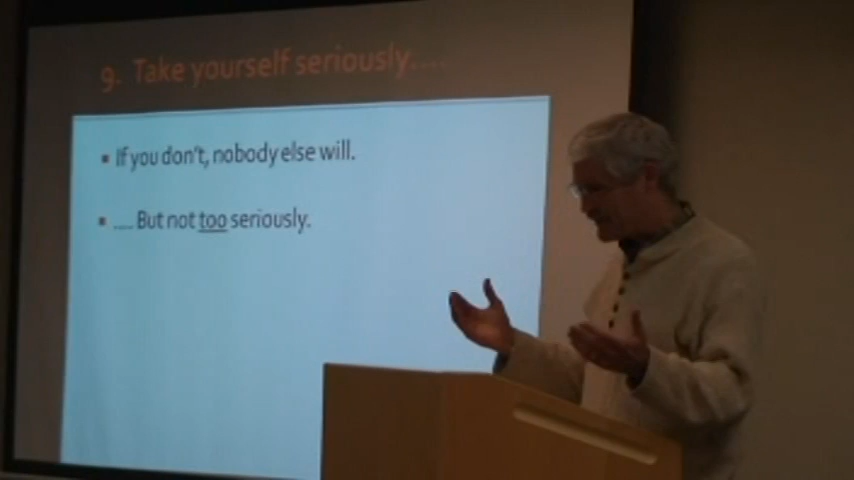 9. Take yourself seriously....
▪ If you don't, nobody else will.
▪ .... But not too seriously.